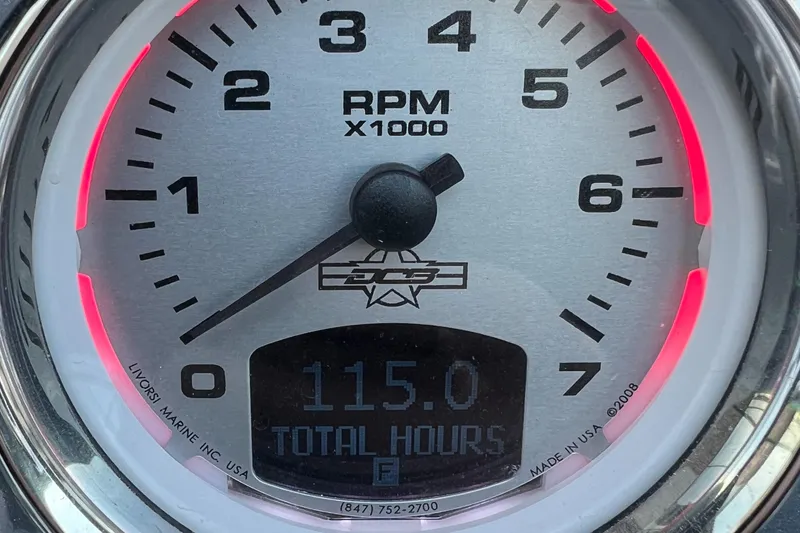 3 4
2 5
RPM
X1000
1 6
DCB
0 7
115.0
TOTAL HOURS
F
LIVORSI MARINE INC. USA
(847) 752-2700
MADE IN USA ©2008